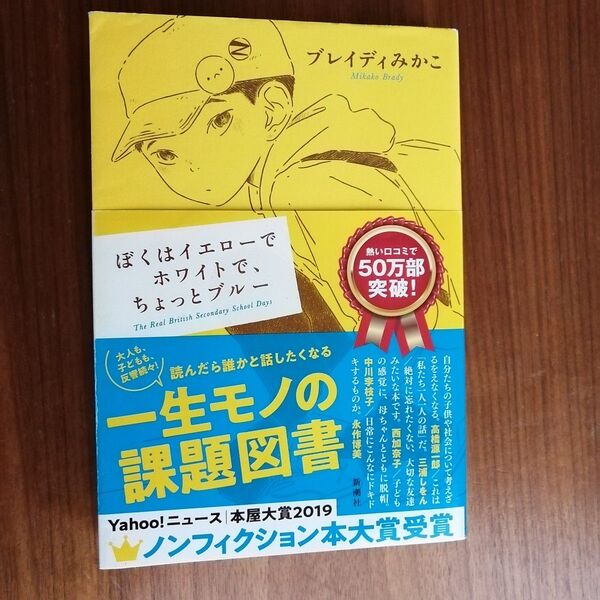 N
ブレイディみかこ
Mikako Brady
ぼくはイエローで
ホワイトで、
ちょっとブルー
The Real British Secondary School Days
熱い口コミで
50万部
突破!
大人も、
子どもも、
反響続々!
読んだら誰かと話したくなる
一生モノの
課題図書
自分たちの子供や社会について考えざ
るをえなくなる。高橋源一郎/これは
「私たち」一人一人の話だ。三浦しをん
/絶対に忘れたくない、大切な友達
みたいな本です。西加奈子/子ども
の感覚に、母ちゃんとともに脱帽。
中川李枝子/日常にこんなにドキド
キするものか。永作博美
新潮社
Yahoo!ニュース|本屋大賞2019
ノンフィクション本大賞受賞